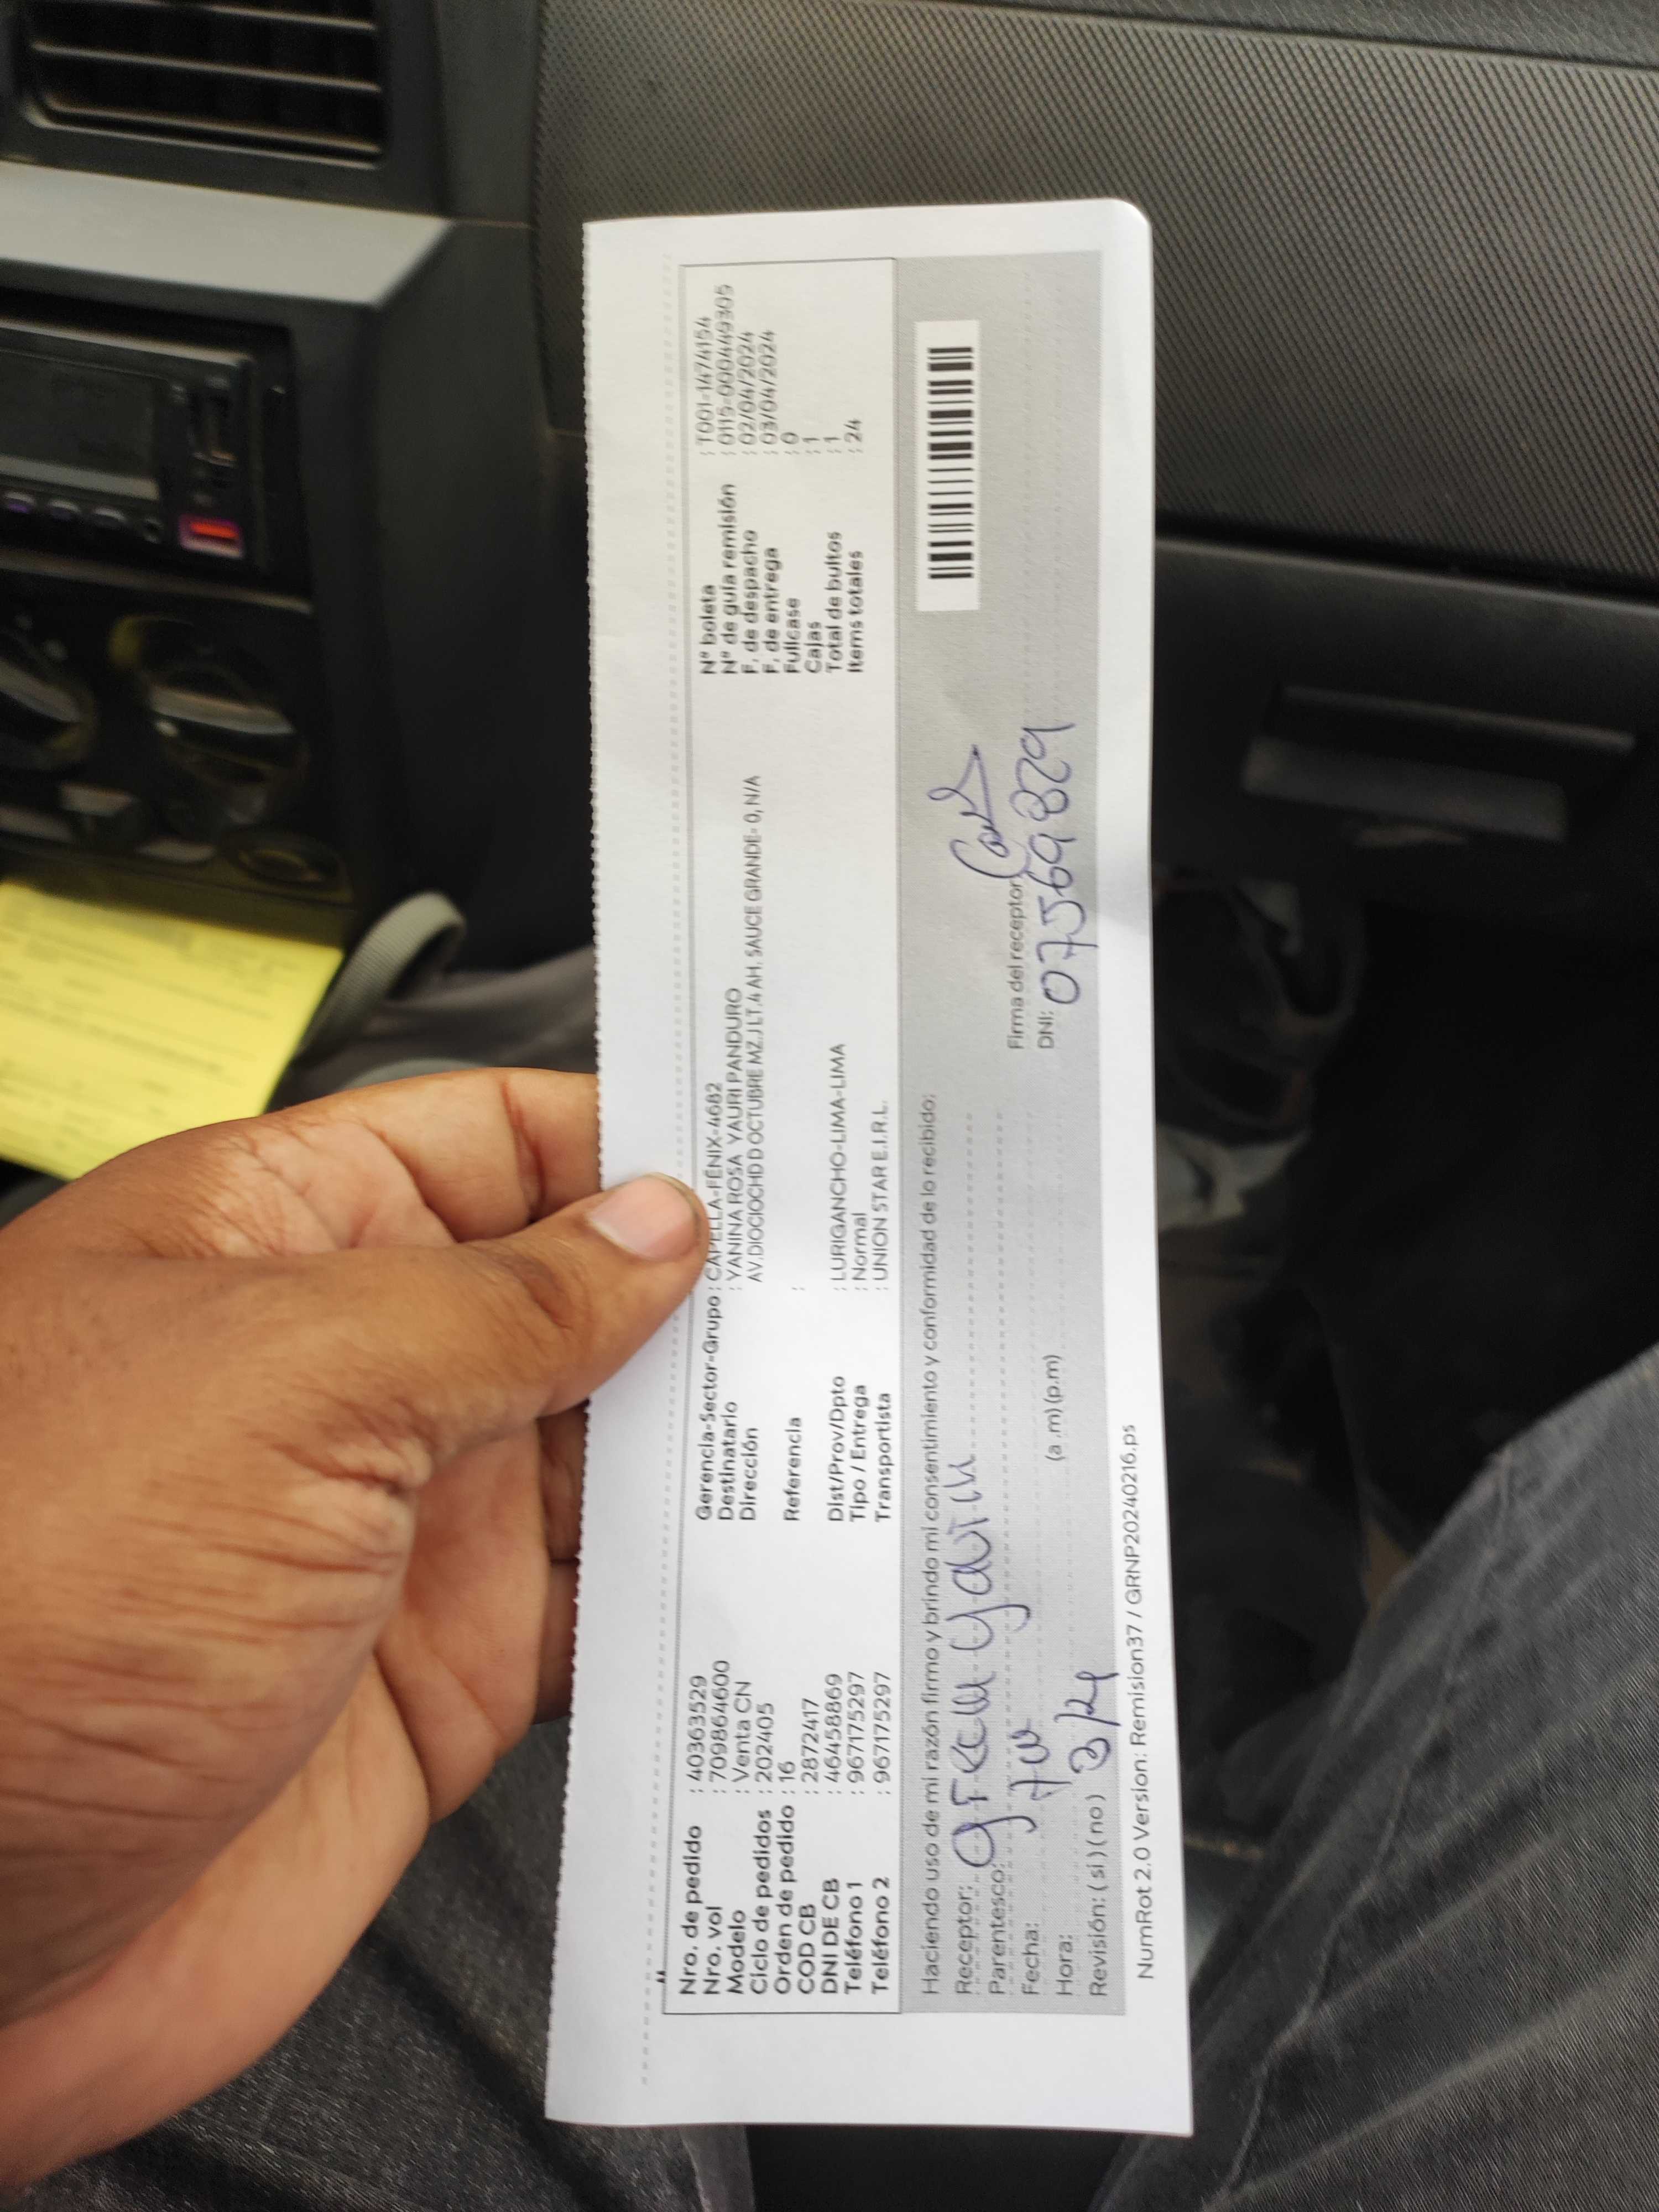 Nro. de pedido : 40363529
Nro. vol : 709864600
Modelo : Venta CN
Ciclo de pedidos : 202405
Orden de pedido : 16
COD CB : 2872417
DNI DE CB : 46458869
Teléfono 1 : 967175297
Teléfono 2 : 967175297
Gerencia-Sector-Grupo : CAPELLA-FÉNIX-4682
Destinatario : YANINA ROSA YAURI PANDURO
Dirección AV.DIOCIOCHDD OCTUBRE MZ.J LT.4 AH. SAUCE GRANDE- 0, N/A
Referencia :
Dist/Prov/Dpto : LURIGANCHO-LIMA-LIMA
Tipo / Entrega : Normal
Transportista : UNION STAR E.I.R.L.
N° boleta : T001-1474154
N° de guía remisión : 0115-000449305
F. de despacho : 02/04/2024
F. de entrega : 03/04/2024
Fullcase : 0
Cajas : 1
Total de bultos : 1
Items totales : 24
Haciendo uso de mi razón firmo y brindo mi consentimiento y conformidad de lo recibido:
Receptor:
Parentesco:
Fecha:
Hora: (a .m) (p.m)
Revisión: ( si ) ( no )
Firma del receptor
DNI: 07569829
NumRot 2.0 Version: Remision37 / GRNP20240216.ps